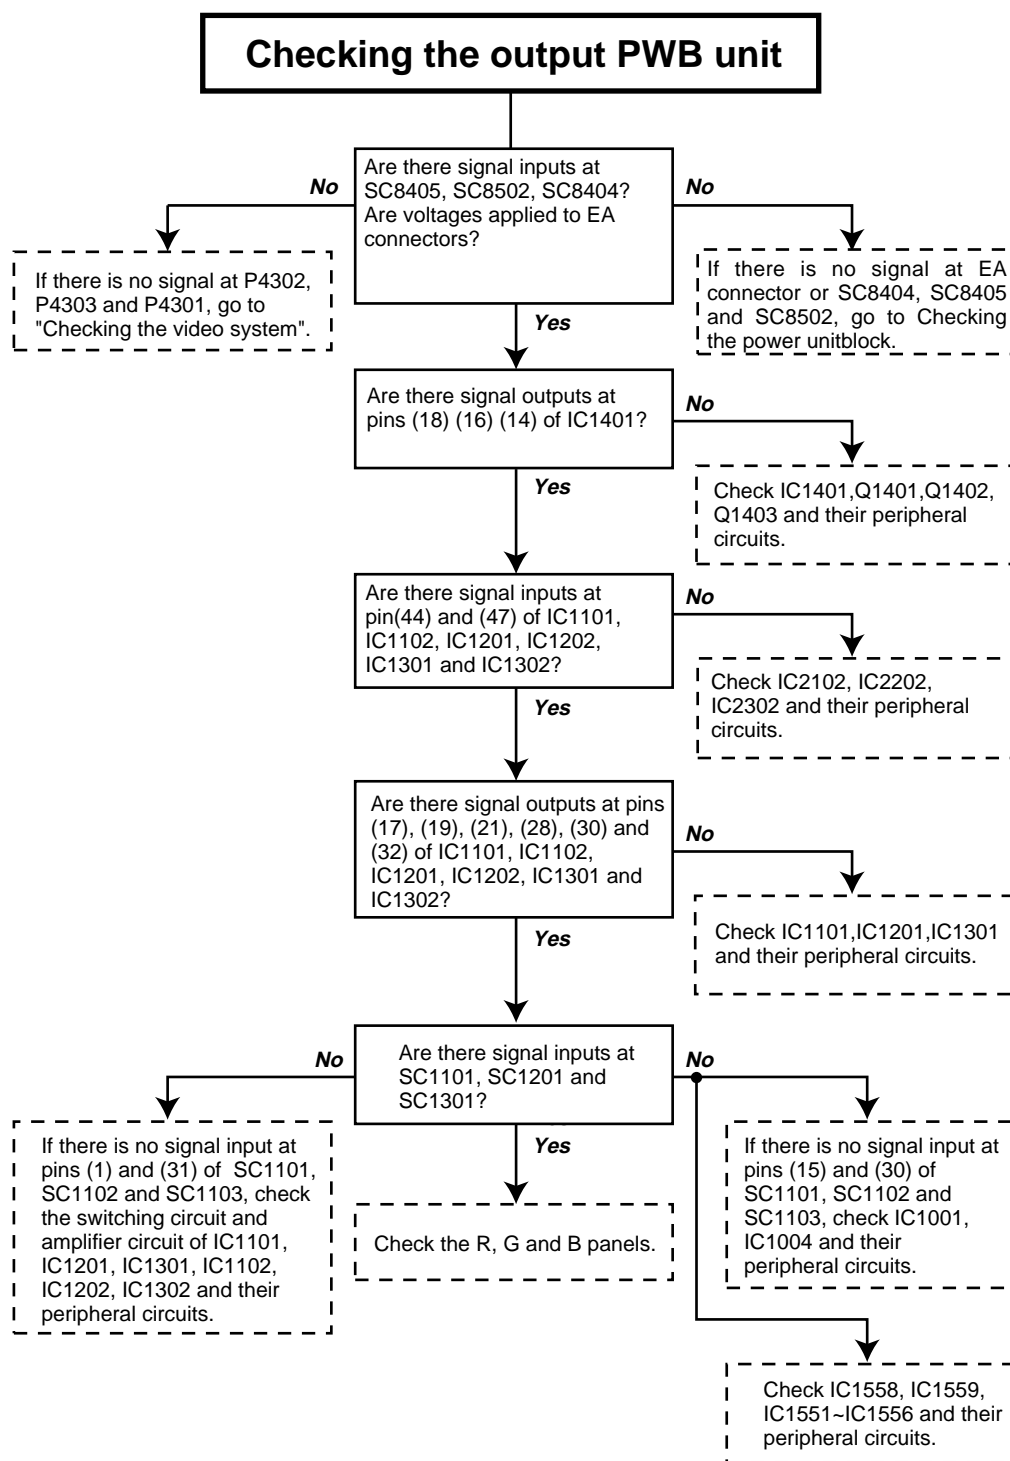 Checking the output PWB unit
Are there signal inputs at
SC8405, SC8502, SC8404?
Are voltages applied to EA
connectors?
No
No
If there is no signal at P4302,
P4303 and P4301, go to
"Checking the video system".
If there is no signal at EA
connector or SC8404, SC8405
and SC8502, go to Checking
the power unitblock.
Yes
Are there signal outputs at
pins (18) (16) (14) of IC1401?
No
Yes
Check IC1401,Q1401,Q1402,
Q1403 and their peripheral
circuits.
Are there signal inputs at
pin(44) and (47) of IC1101,
IC1102, IC1201, IC1202,
IC1301 and IC1302?
No
Yes
Check IC2102, IC2202,
IC2302 and their peripheral
circuits.
Are there signal outputs at pins
(17), (19), (21), (28), (30) and
(32) of IC1101, IC1102,
IC1201, IC1202, IC1301 and
IC1302?
No
Yes
Check IC1101,IC1201,IC1301
and their peripheral circuits.
Are there signal inputs at
SC1101, SC1201 and
SC1301?
No
No
Yes
If there is no signal input at
pins (1) and (31) of SC1101,
SC1102 and SC1103, check
the switching circuit and
amplifier circuit of IC1101,
IC1201, IC1301, IC1102,
IC1202, IC1302 and their
peripheral circuits.
Check the R, G and B panels.
If there is no signal input at
pins (15) and (30) of
SC1101, SC1102 and
SC1103, check IC1001,
IC1004 and their
peripheral circuits.
Check IC1558, IC1559,
IC1551~IC1556 and their
peripheral circuits.